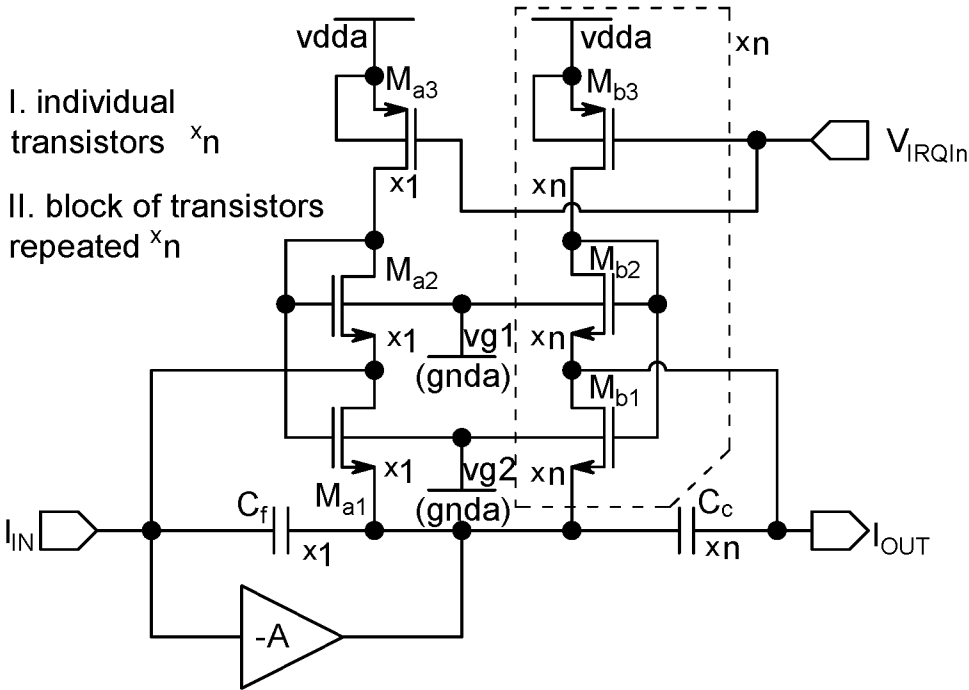 vdda
vdda
xn
Ma3
Mb3
I. individual
transistors xn
VIRQIn
x1
xn
II. block of transistors
repeated xn
Ma2
Mb2
x1
vg1
xn
(gnda)
Mb1
x1
vg2
xn
Ma1
(gnda)
Cf
Cc
IIN
x1
xn
IOUT
-A